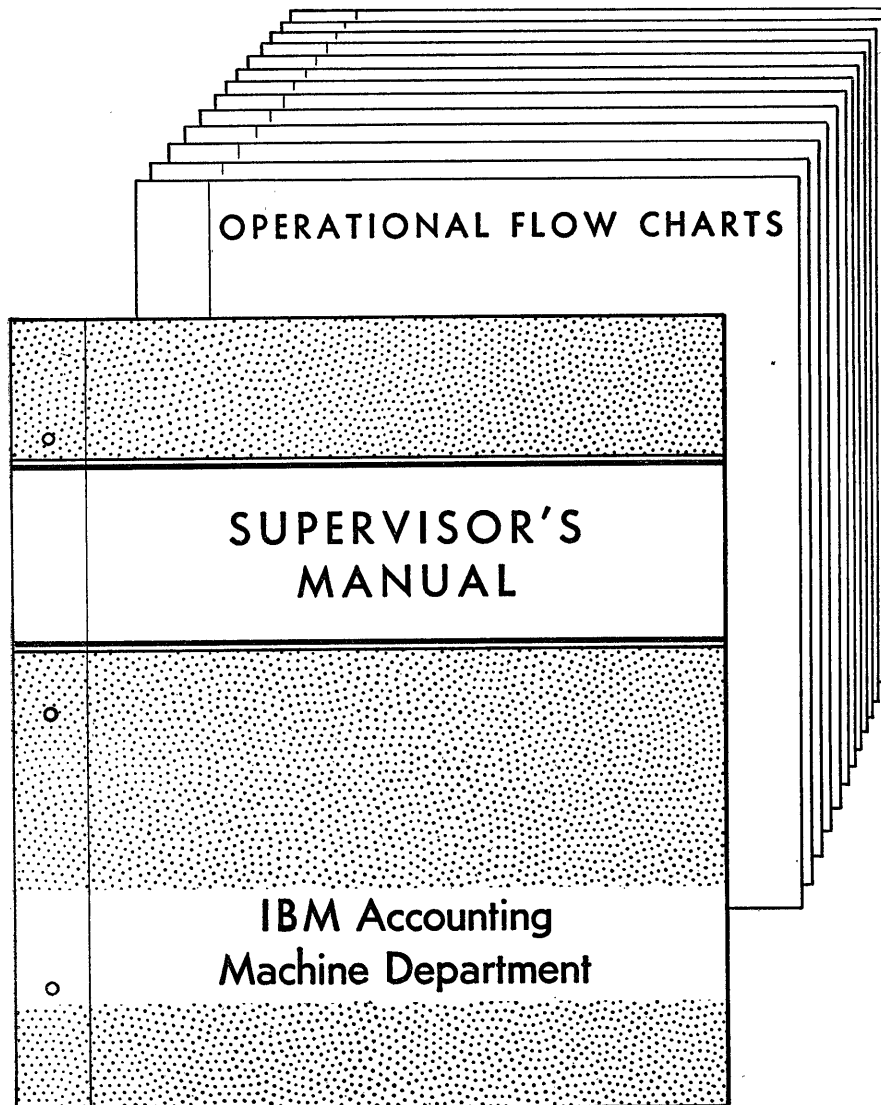 OPERATIONAL FLOW CHARTS
SUPERVISOR'S
MANUAL
IBM Accounting
Machine Department